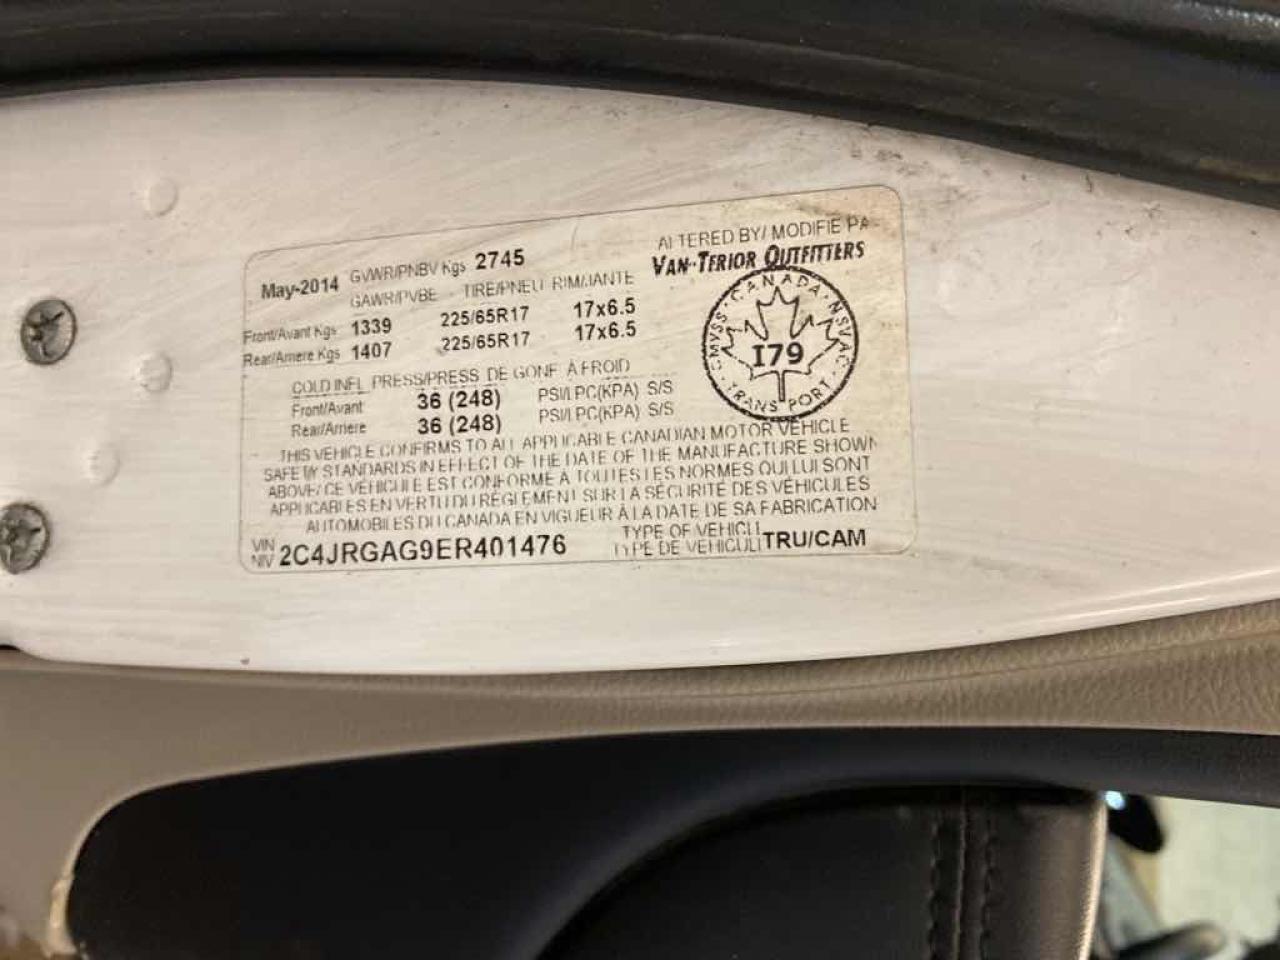 May-2014 GVWR/PNBV Kgs 2745
GAWR/PVBE TIRE/PNEU RIM/JANTE
Front/Avant Kgs 1339 225/65R17 17x6.5
Rear/Arriere Kgs 1407 225/65R17 17x6.5
COLD INFL PRESS/PRESS DE GONF À FROID
Front/Avant 36 (248) PSI/LPC(KPA) S/S
Rear/Arriere 36 (248) PSI/LPC(KPA) S/S
ALTERED BY/ MODIFIE PA
VAN-TERIOR OUTFITTERS
CANADA
CMVSS NSVAC
I79
TRANSPORT
THIS VEHICLE CONFIRMS TO ALL APPLICABLE CANADIAN MOTOR VEHICLE
SAFETY STANDARDS IN EFFECT OF THE DATE OF THE MANUFACTURE SHOWN
ABOVE/ CE VÉHICULE EST CONFORME À TOUTES LES NORMES QUI LUI SONT
APPLICABLES EN VERTU DU RÈGLEMENT SUR LA SÉCURITÉ DES VÉHICULES
AUTOMOBILES DU CANADA EN VIGUEUR À LA DATE DE SA FABRICATION
VIN
NIV 2C4JRGAG9ER401476
TYPE OF VEHICL
TYPE DE VEHICUL TRU/CAM